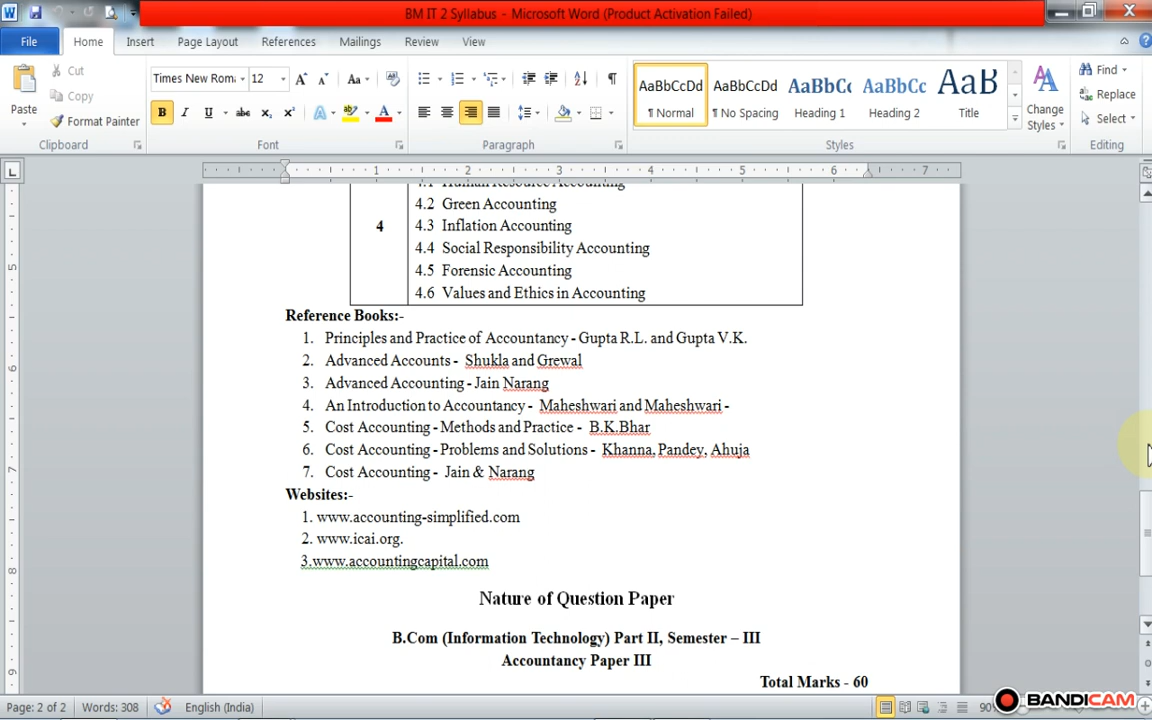 BM IT 2 Syllabus - Microsoft Word (Product Activation Failed)
File Home Insert Page Layout References Mailings Review View
Paste
Cut
Copy
Format Painter
Clipboard
Times New Rom 12
Font
Paragraph
AaBbCcDd AaBbCcDd AaBbCc AaBbCc AaB
¶ Normal ¶ No Spacing Heading 1 Heading 2 Title
Change Styles
Styles
Find
Replace
Select
Editing
4.1 Human Resource Accounting
4.2 Green Accounting
4 4.3 Inflation Accounting
4.4 Social Responsibility Accounting
4.5 Forensic Accounting
4.6 Values and Ethics in Accounting
Reference Books:-
1. Principles and Practice of Accountancy - Gupta R.L. and Gupta V.K.
2. Advanced Accounts - Shukla and Grewal
3. Advanced Accounting - Jain Narang
4. An Introduction to Accountancy - Maheshwari and Maheshwari -
5. Cost Accounting - Methods and Practice - B.K.Bhar
6. Cost Accounting - Problems and Solutions - Khanna, Pandey, Ahuja
7. Cost Accounting - Jain & Narang
Websites:-
1. www.accounting-simplified.com
2. www.icai.org.
3.www.accountingcapital.com
Nature of Question Paper
B.Com (Information Technology) Part II, Semester – III
Accountancy Paper III
Total Marks - 60
Page: 2 of 2 Words: 308 English (India) 90%
BANDICAM